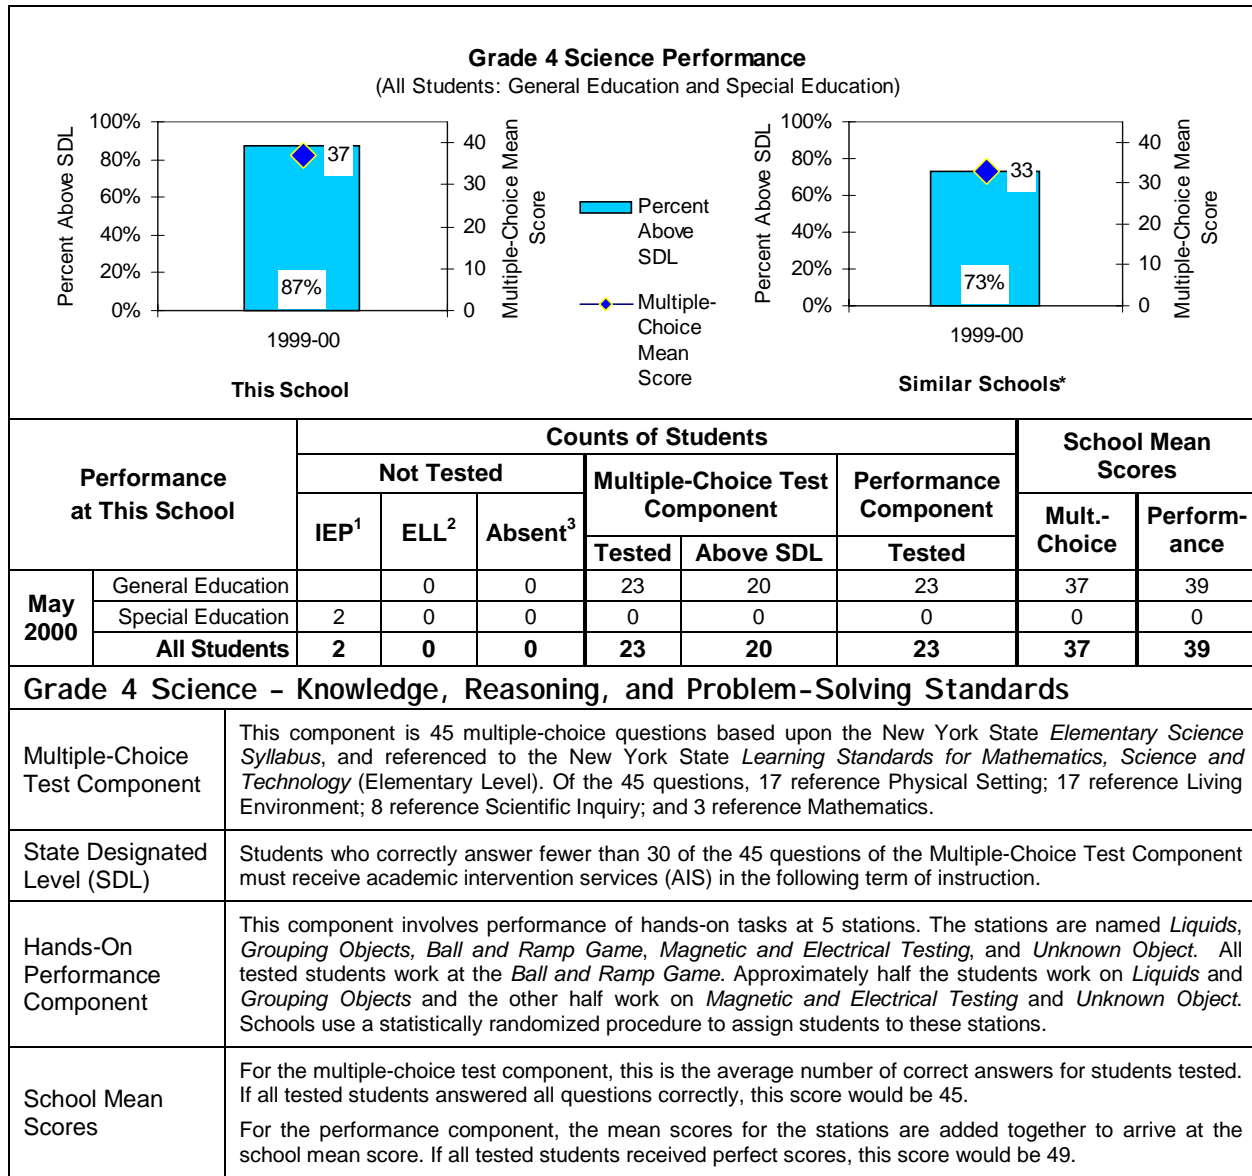 Grade 4 Science Performance
(All Students: General Education and Special Education)
Percent Above SDL
100%
80%
60%
40%
20%
0%
37
87%
1999-00
40
30
20
10
0
Multiple-Choice Mean
Score
This School
Percent
Above
SDL
Multiple-
Choice
Mean
Score
Percent Above SDL
100%
80%
60%
40%
20%
0%
33
73%
1999-00
40
30
20
10
0
Multiple-Choice Mean
Score
Similar Schools*
Performance
at This School
Counts of Students
School Mean
Scores
Not Tested
Multiple-Choice Test
Component
Performance
Component
IEP1 ELL2 Absent3
Mult.-
Choice
Perform-
ance
Tested Above SDL Tested
May
2000
General Education 0 0 23 20 23 37 39
Special Education 2 0 0 0 0 0 0 0
All Students 2 0 0 23 20 23 37 39
Grade 4 Science – Knowledge, Reasoning, and Problem-Solving Standards
Multiple-Choice
Test Component
This component is 45 multiple-choice questions based upon the New York State Elementary Science
Syllabus, and referenced to the New York State Learning Standards for Mathematics, Science and
Technology (Elementary Level). Of the 45 questions, 17 reference Physical Setting; 17 reference Living
Environment; 8 reference Scientific Inquiry; and 3 reference Mathematics.
State Designated
Level (SDL)
Students who correctly answer fewer than 30 of the 45 questions of the Multiple-Choice Test Component
must receive academic intervention services (AIS) in the following term of instruction.
Hands-On
Performance
Component
This component involves performance of hands-on tasks at 5 stations. The stations are named Liquids,
Grouping Objects, Ball and Ramp Game, Magnetic and Electrical Testing, and Unknown Object. All
tested students work at the Ball and Ramp Game. Approximately half the students work on Liquids and
Grouping Objects and the other half work on Magnetic and Electrical Testing and Unknown Object.
Schools use a statistically randomized procedure to assign students to these stations.
School Mean
Scores
For the multiple-choice test component, this is the average number of correct answers for students tested.
If all tested students answered all questions correctly, this score would be 45.
For the performance component, the mean scores for the stations are added together to arrive at the
school mean score. If all tested students received perfect scores, this score would be 49.